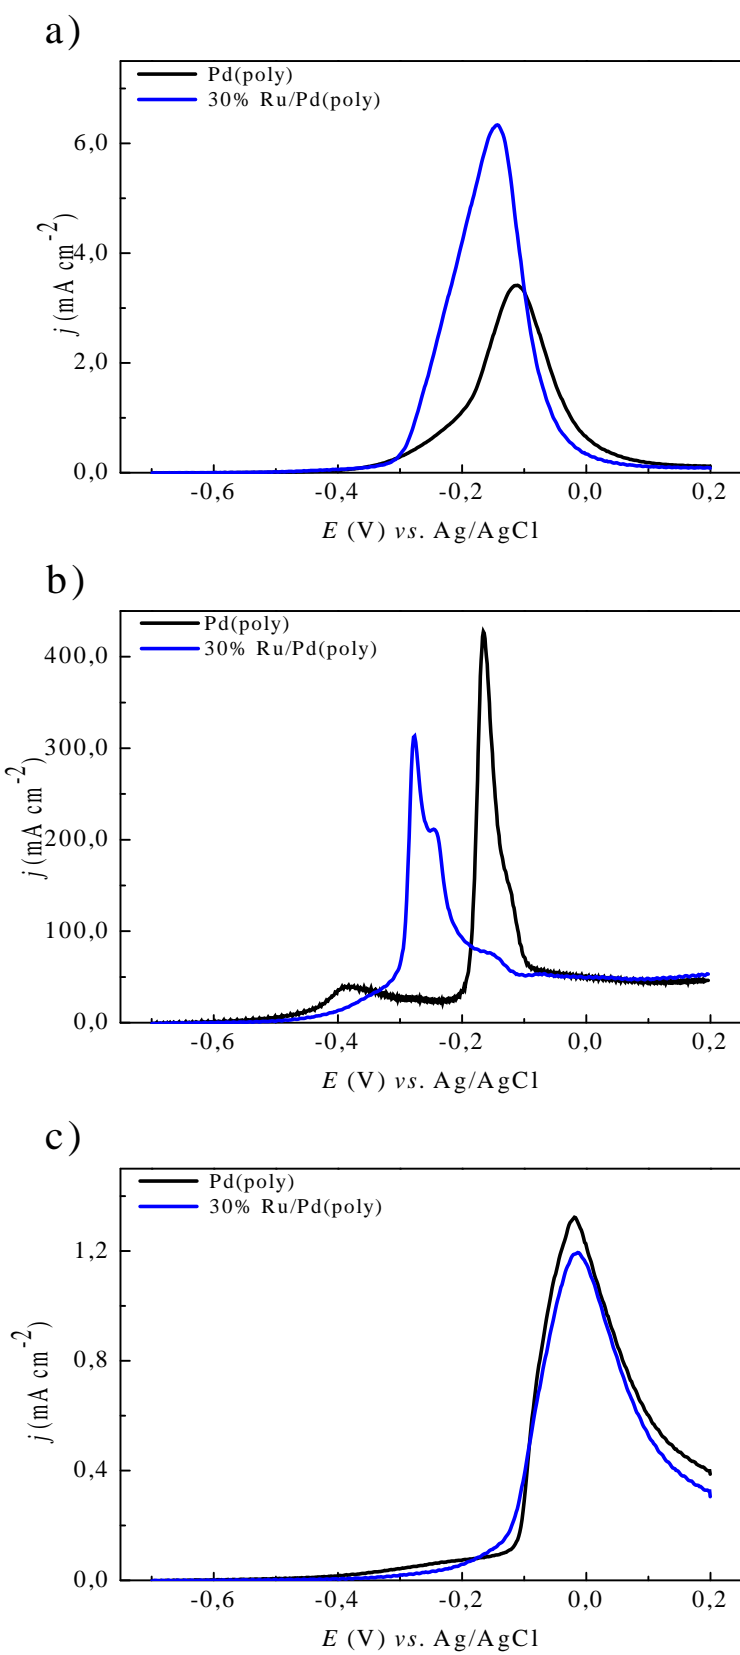 a)
Pd(poly)
30% Ru/Pd(poly)
6,0
4,0
2,0
0,0
j (mA cm-2)
-0,6 -0,4 -0,2 0,0 0,2
E (V) vs. Ag/AgCl
b)
Pd(poly)
30% Ru/Pd(poly)
400,0
300,0
200,0
100,0
0,0
j (mA cm-2)
-0,6 -0,4 -0,2 0,0 0,2
E (V) vs. Ag/AgCl
c)
Pd(poly)
30% Ru/Pd(poly)
1,2
0,8
0,4
0,0
j (mA cm-2)
-0,6 -0,4 -0,2 0,0 0,2
E (V) vs. Ag/AgCl